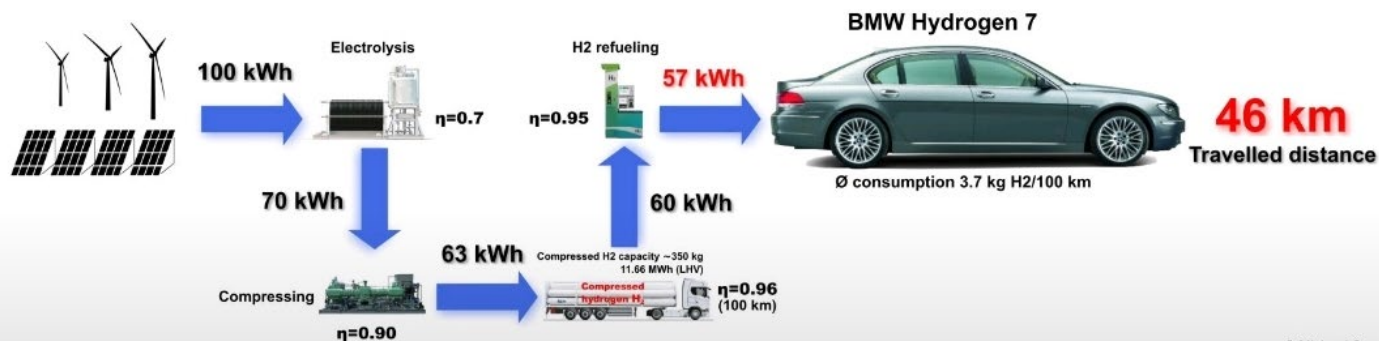 BMW Hydrogen 7
Electrolysis
H2 refueling
100 kWh
57 kWh
η=0.7
η=0.95
46 km
Travelled distance
Ø consumption 3.7 kg H2/100 km
70 kWh
60 kWh
63 kWh
Compressed H2 capacity ~350 kg
11.66 MWh (LHV)
Compressing
Compressed
hydrogen H2
η=0.96
(100 km)
η=0.90